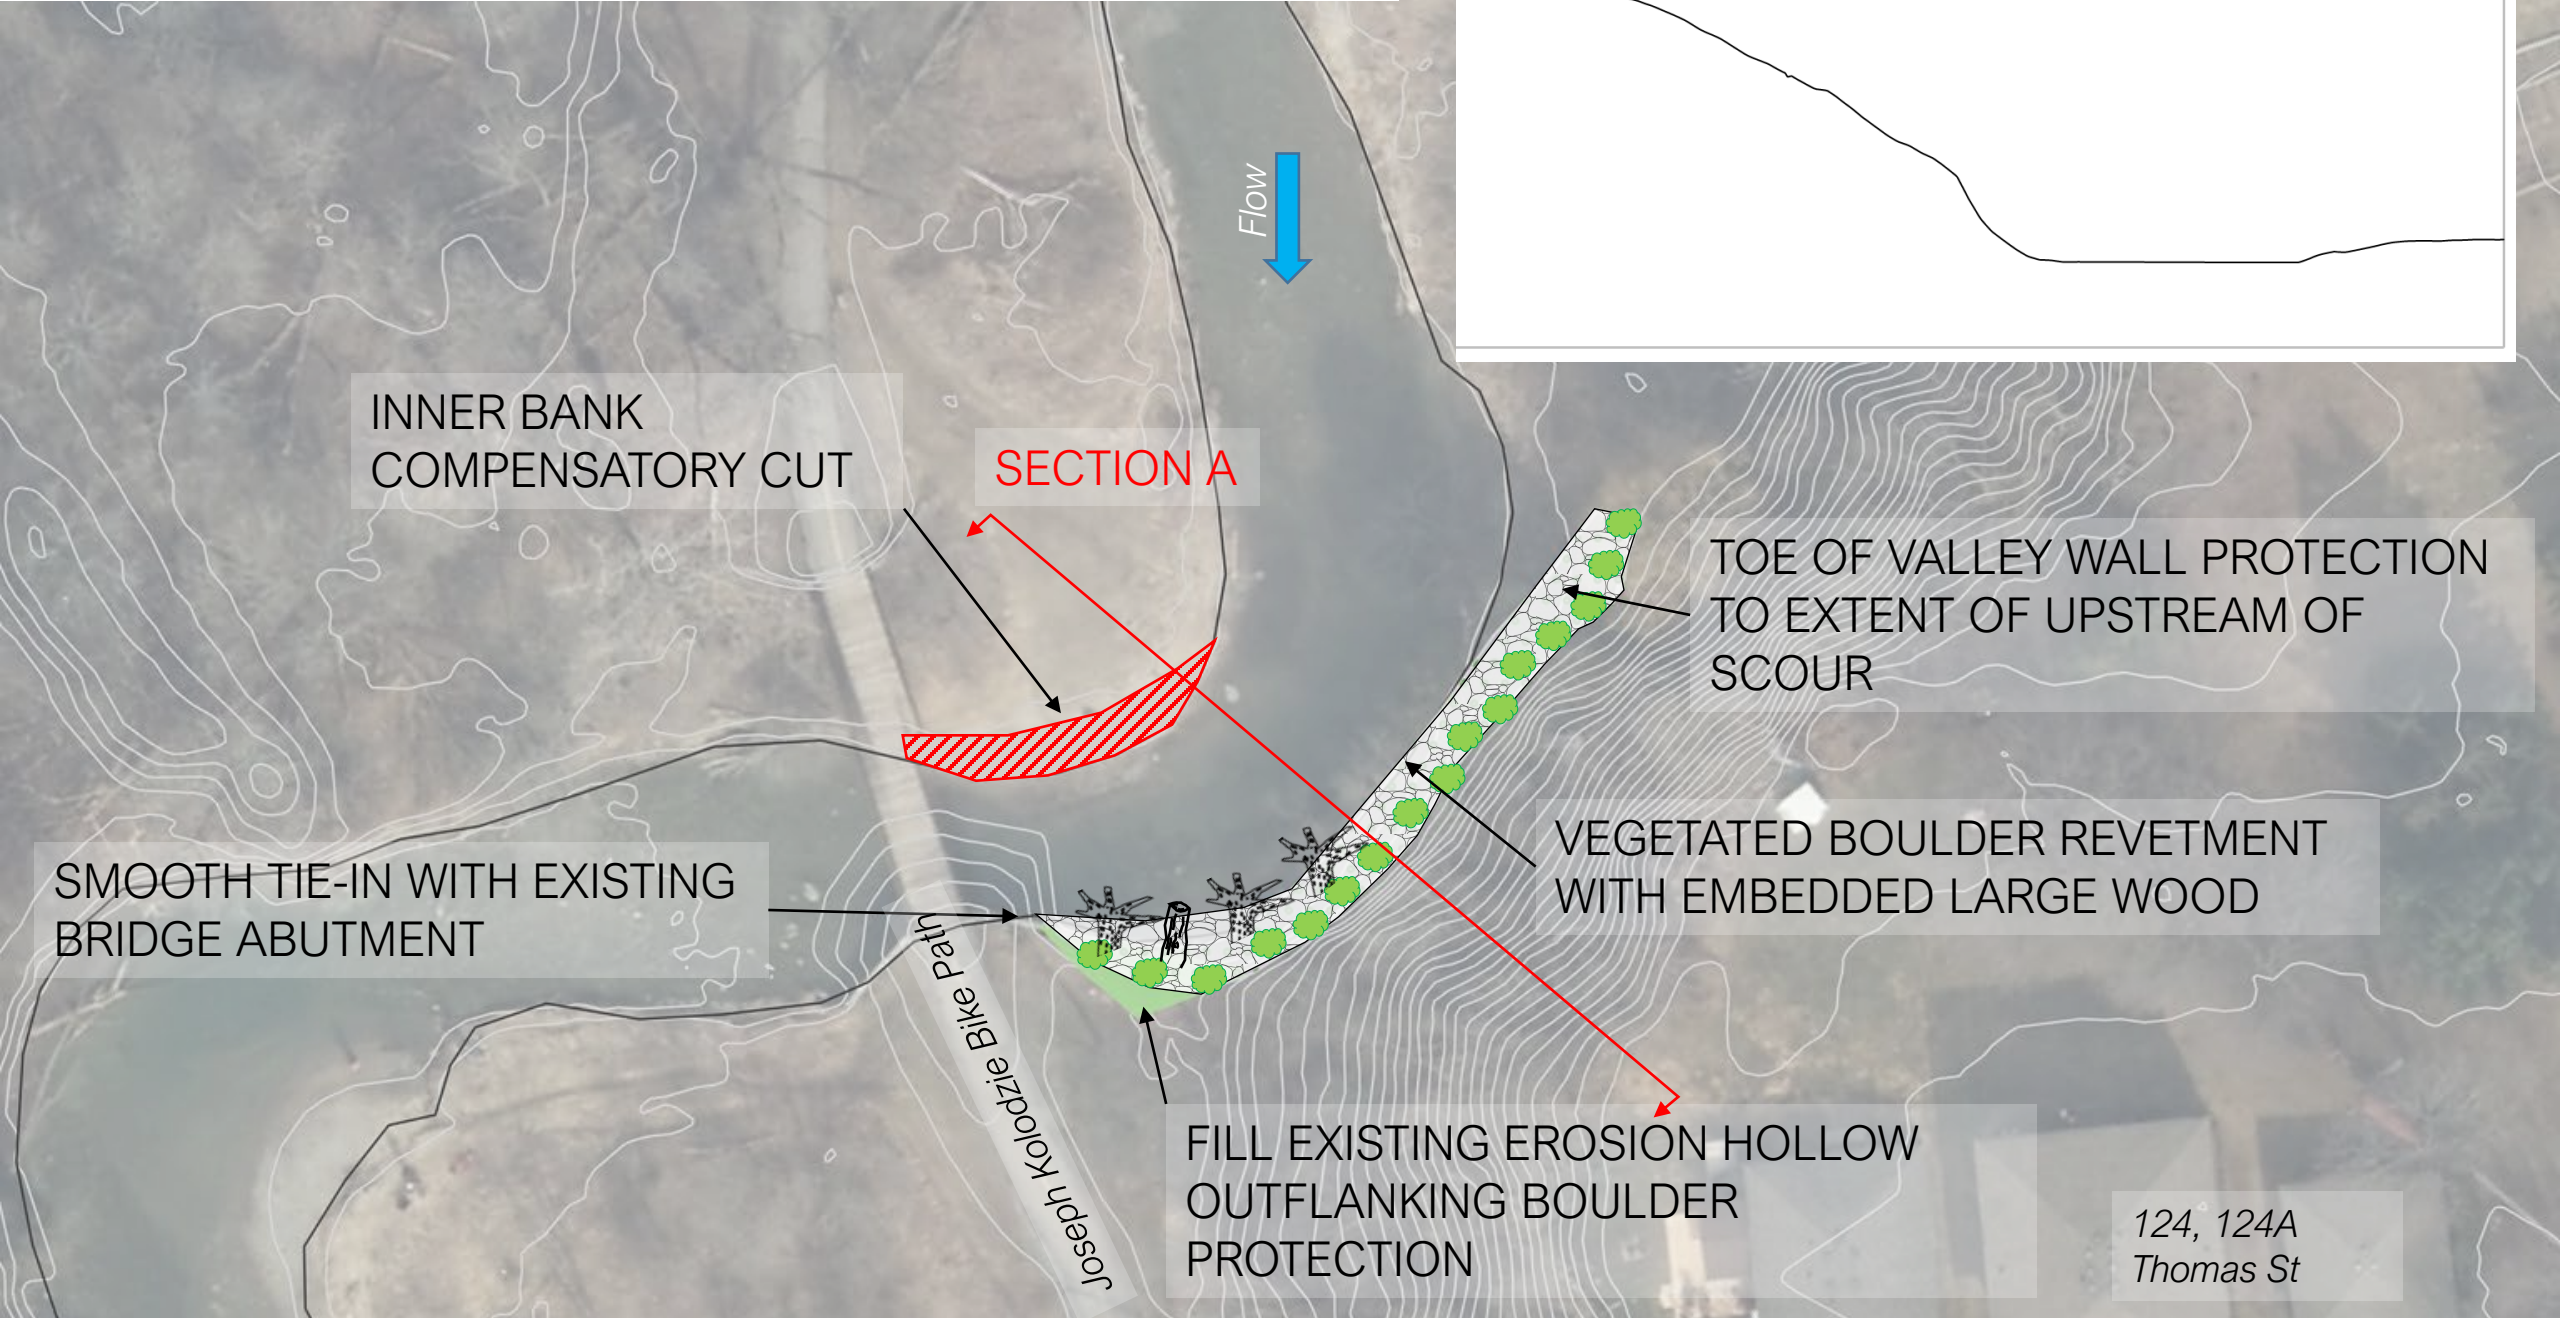 Flow
INNER BANK
COMPENSATORY CUT
SECTION A
TOE OF VALLEY WALL PROTECTION
TO EXTENT OF UPSTREAM OF
SCOUR
VEGETATED BOULDER REVETMENT
WITH EMBEDDED LARGE WOOD
SMOOTH TIE-IN WITH EXISTING
BRIDGE ABUTMENT
Joseph Kolodzie Bike Path
FILL EXISTING EROSION HOLLOW
OUTFLANKING BOULDER
PROTECTION
124, 124A
Thomas St